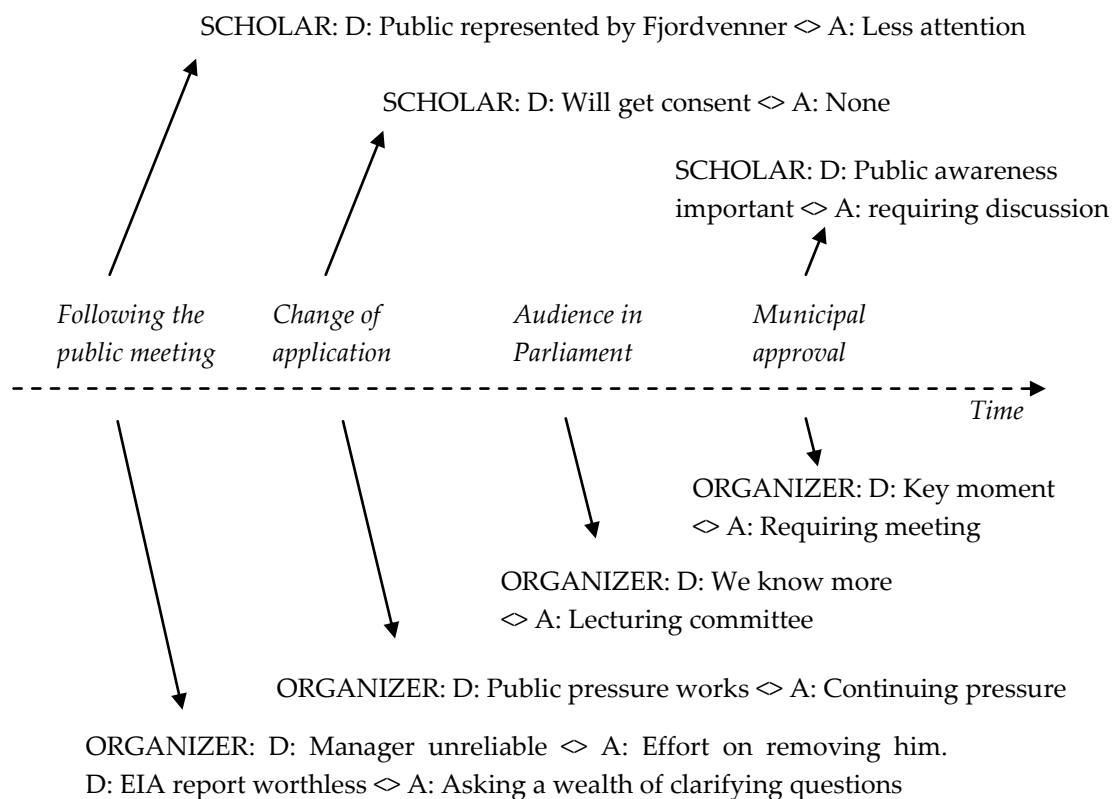 SCHOLAR: D: Public represented by Fjordvenner <> A: Less attention
SCHOLAR: D: Will get consent <> A: None
SCHOLAR: D: Public awareness
important <> A: requiring discussion
Following the
public meeting
Change of
application
Audience in
Parliament
Municipal
approval
Time
ORGANIZER: D: Key moment
<> A: Requiring meeting
ORGANIZER: D: We know more
<> A: Lecturing committee
ORGANIZER: D: Public pressure works <> A: Continuing pressure
ORGANIZER: D: Manager unreliable <> A: Effort on removing him.
D: EIA report worthless <> A: Asking a wealth of clarifying questions